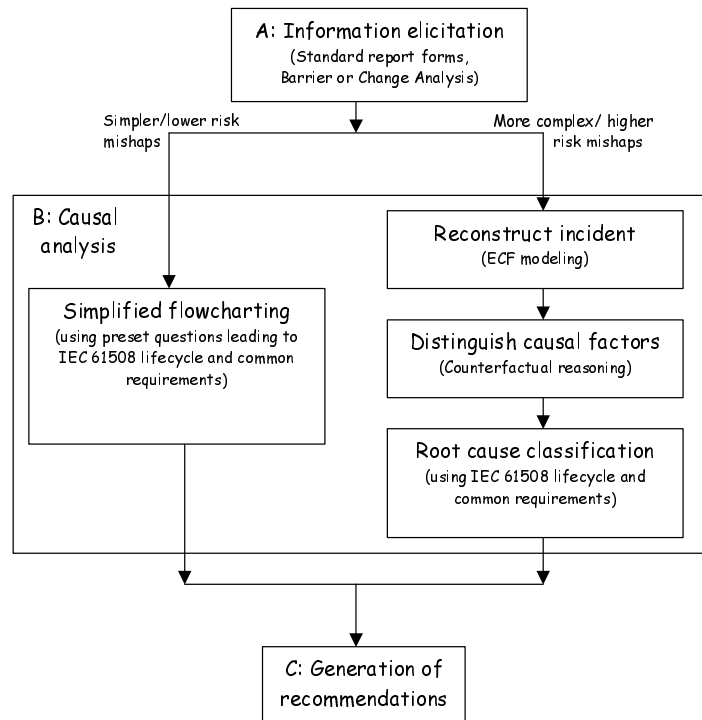 A: Information elicitation
(Standard report forms,
Barrier or Change Analysis)
Simpler/lower risk
mishaps
More complex/ higher
risk mishaps
B: Causal
analysis
Simplified flowcharting
(using preset questions leading to
IEC 61508 lifecycle and common
requirements)
Reconstruct incident
(ECF modeling)
Distinguish causal factors
(Counterfactual reasoning)
Root cause classification
(using IEC 61508 lifecycle and
common requirements)
C: Generation of
recommendations